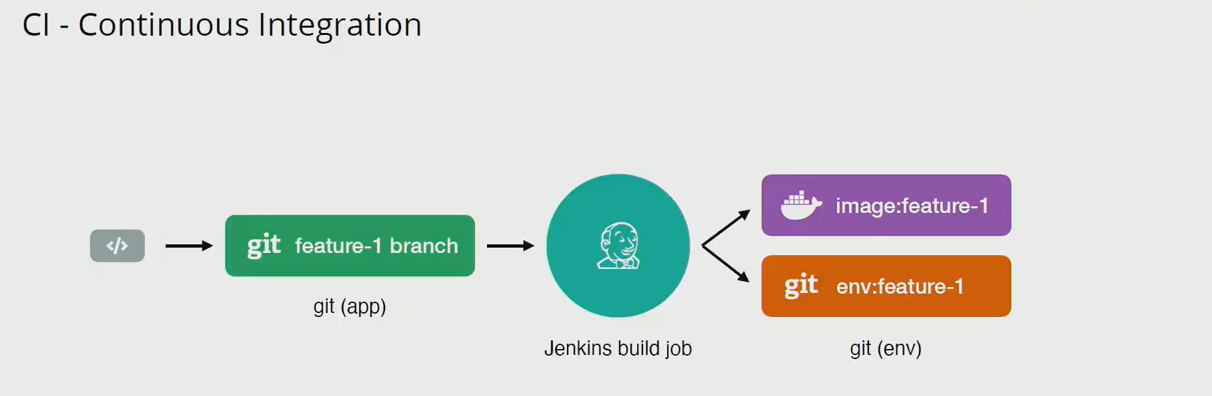 CI - Continuous Integration
</>
git feature-1 branch
git (app)
Jenkins build job
image:feature-1
git env:feature-1
git (env)